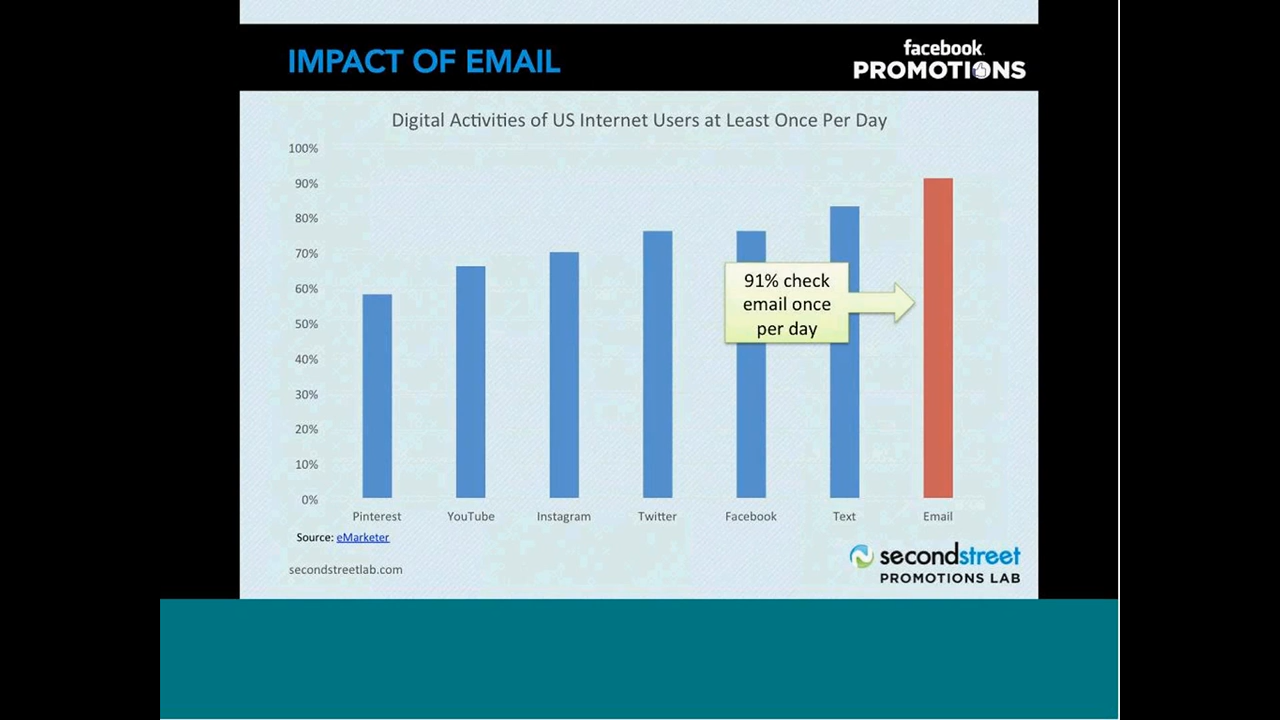 IMPACT OF EMAIL
facebook
PROMOTIONS
Digital Activities of US Internet Users at Least Once Per Day
100%
90%
80%
70%
60%
50%
40%
30%
20%
10%
0%
91% check
email once
per day
Pinterest YouTube Instagram Twitter Facebook Text Email
Source: eMarketer
secondstreetlab.com
secondstreet
PROMOTIONS LAB